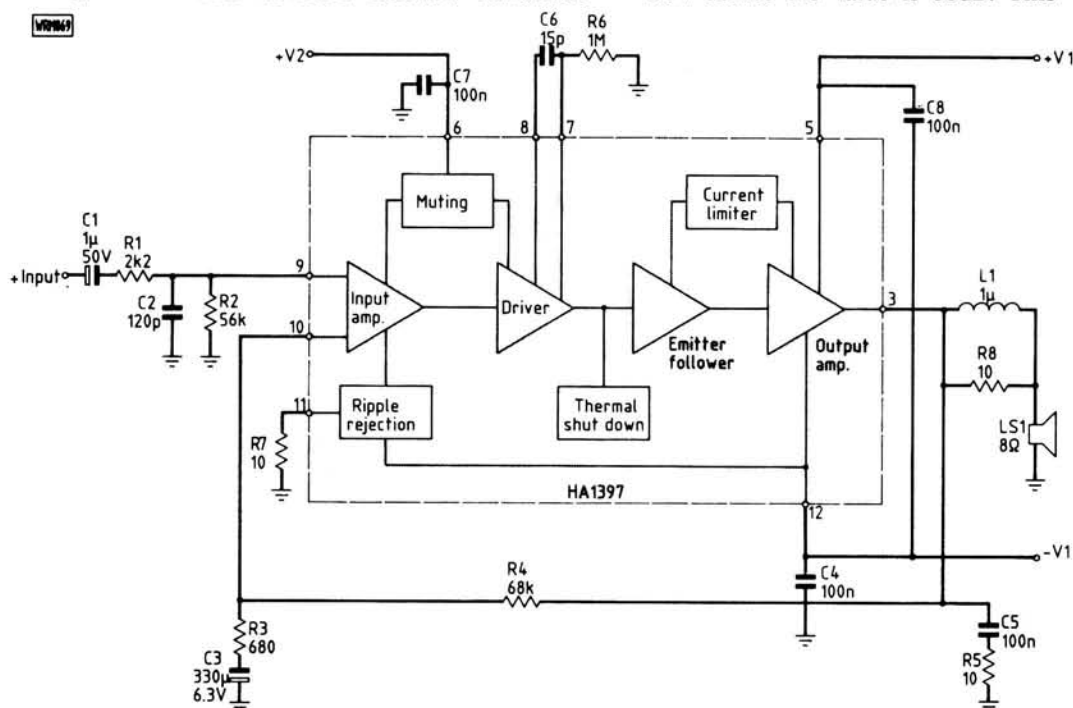 WRM869
+V2
C7
100n
C6
15p
R6
1M
+V1
C8
100n
6
8
7
5
Muting
Current
limiter
C1
1μ
50V
R1
2k2
+Input
9
C2
120p
R2
56k
10
Input
amp.
Driver
Emitter
follower
Output
amp.
3
L1
1μ
R8
10
LS1
8Ω
11
R7
10
Ripple
rejection
Thermal
shut down
HA1397
12
-V1
R4
68k
C4
100n
R3
680
C3
330μ
6.3V
C5
100n
R5
10